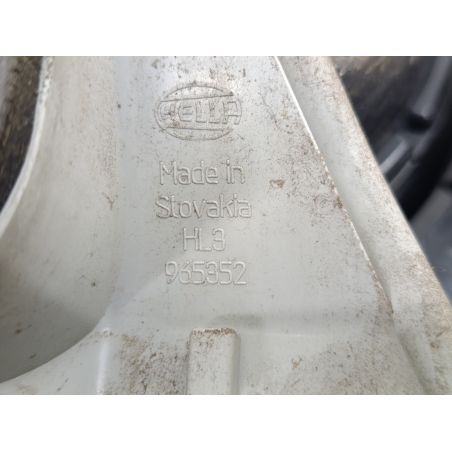 HELLA
Made in
Slovakia
HL3
965352